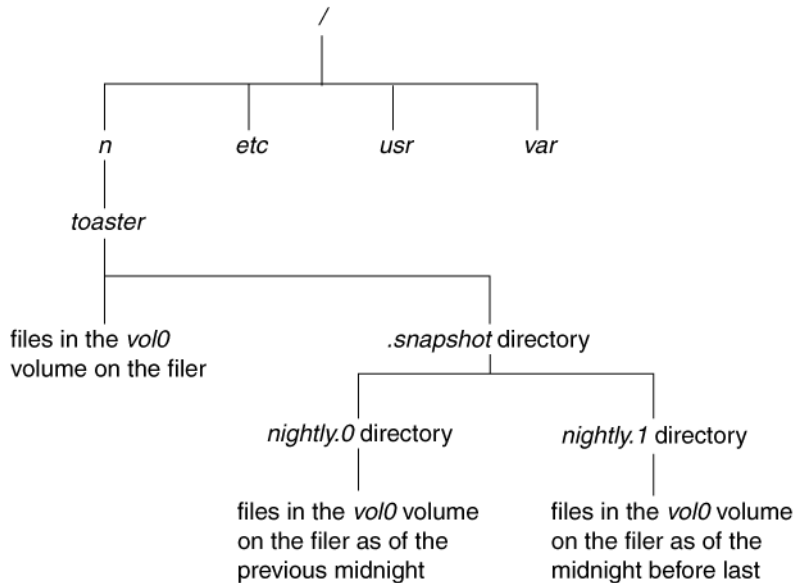 /
n
etc
usr
var
toaster
files in the vol0
volume on the filer
.snapshot directory
nightly.0 directory
nightly.1 directory
files in the vol0 volume
on the filer as of the
previous midnight
files in the vol0 volume
on the filer as of the
midnight before last